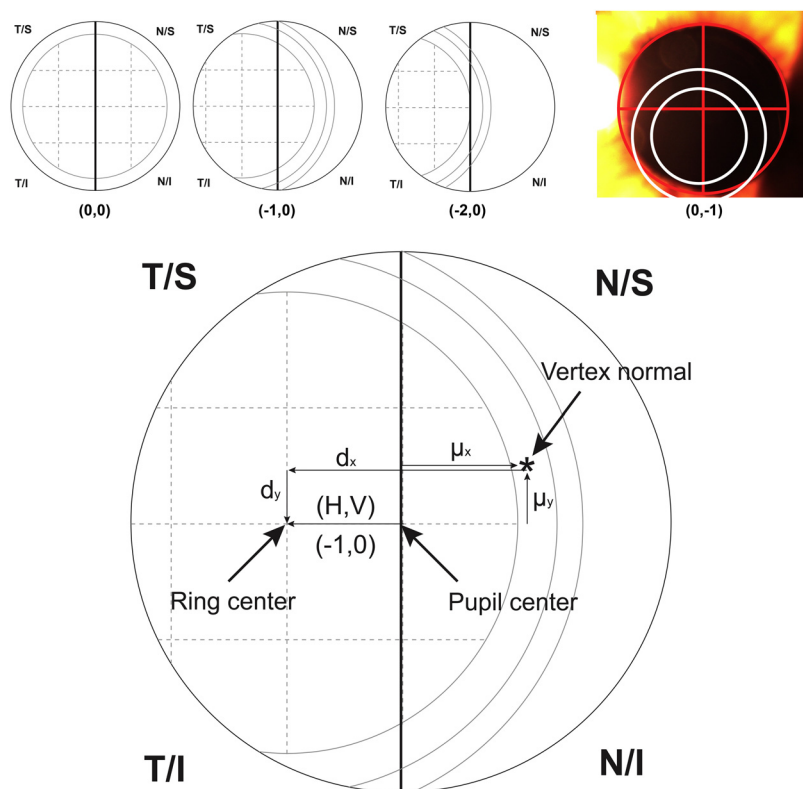 T/S N/S T/S N/S T/S N/S
T/I N/I T/I N/I T/I N/I
(0,0) (-1,0) (-2,0) (0,-1)
T/S N/S
Vertex normal
*
dx μx
dy (H,V) μy
(-1,0)
Ring center Pupil center
T/I N/I